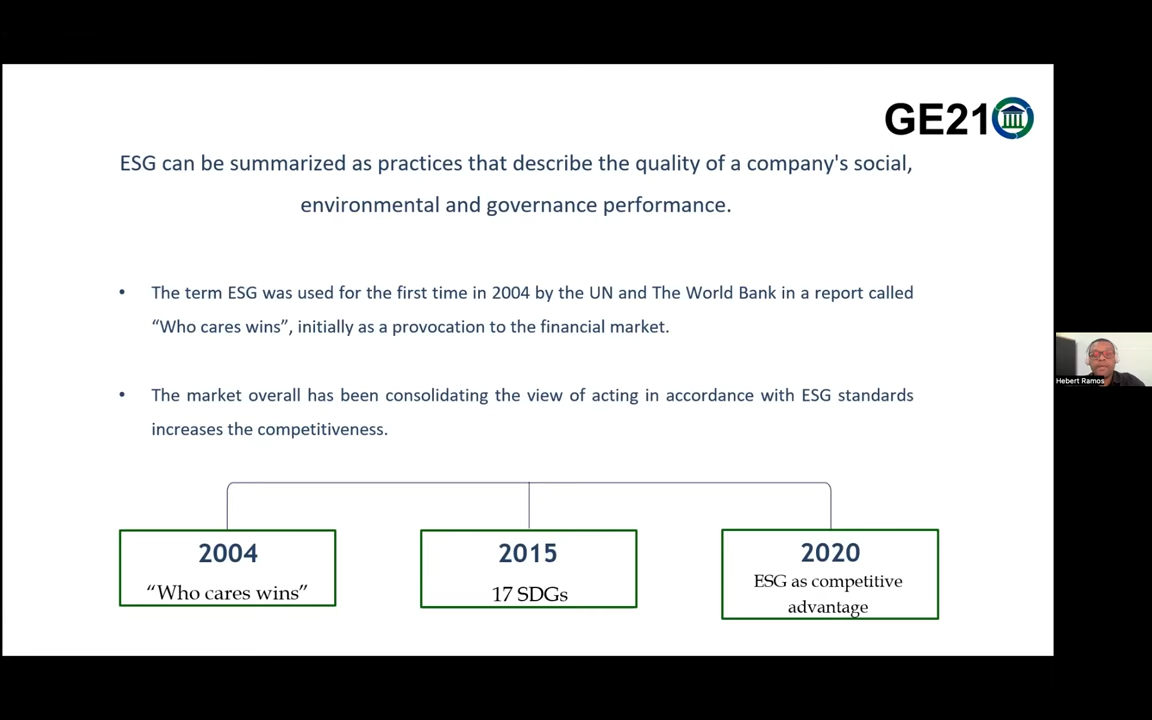 GE21
ESG can be summarized as practices that describe the quality of a company's social,
environmental and governance performance.
• The term ESG was used for the first time in 2004 by the UN and The World Bank in a report called
“Who cares wins”, initially as a provocation to the financial market.
• The market overall has been consolidating the view of acting in accordance with ESG standards
increases the competitiveness.
2004
“Who cares wins”
2015
17 SDGs
2020
ESG as competitive
advantage
Hebert Ramos